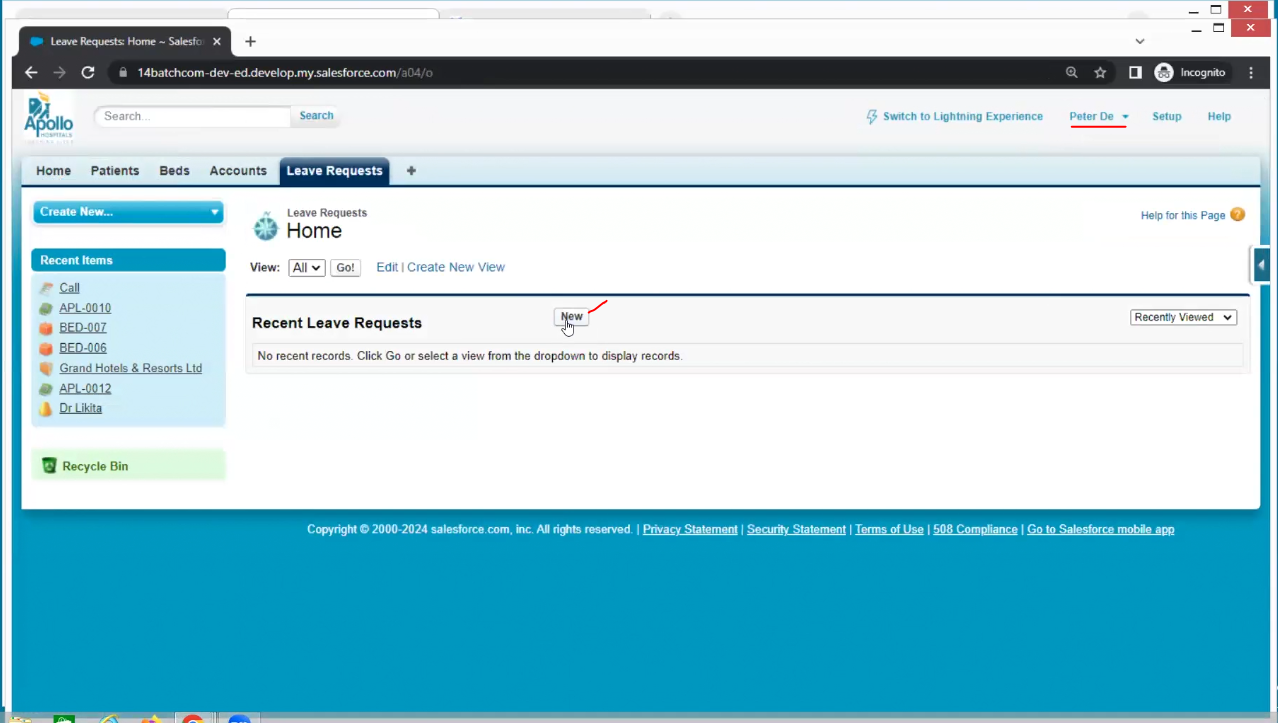 Leave Requests: Home ~ Salesfo
14batchcom-dev-ed.develop.my.salesforce.com/a04/o
Incognito
Apollo
HOSPITALS
Search...
Search
Switch to Lightning Experience
Peter De
Setup
Help
Home
Patients
Beds
Accounts
Leave Requests
Create New...
Recent Items
Call
APL-0010
BED-007
BED-006
Grand Hotels & Resorts Ltd
APL-0012
Dr Likita
Recycle Bin
Leave Requests
Home
Help for this Page
View: All Go! Edit | Create New View
Recent Leave Requests
New
Recently Viewed
No recent records. Click Go or select a view from the dropdown to display records.
Copyright © 2000-2024 salesforce.com, inc. All rights reserved. | Privacy Statement | Security Statement | Terms of Use | 508 Compliance | Go to Salesforce mobile app